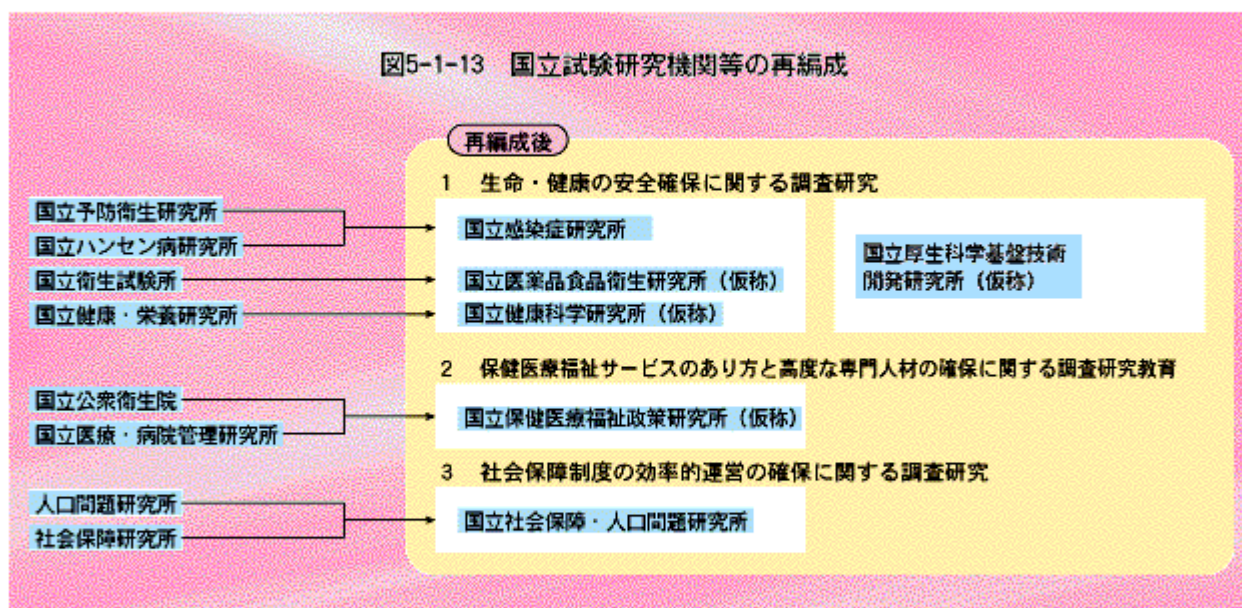 図5-1-13 国立試験研究機関等の再編成
再編成後
1 生命・健康の安全確保に関する調査研究
国立予防衛生研究所
国立ハンセン病研究所
国立衛生試験所
国立健康・栄養研究所
国立感染症研究所
国立医薬品食品衛生研究所（仮称）
国立健康科学研究所（仮称）
国立厚生科学基盤技術
開発研究所（仮称）
2 保健医療福祉サービスのあり方と高度な専門人材の確保に関する調査研究教育
国立公衆衛生院
国立医療・病院管理研究所
国立保健医療福祉政策研究所（仮称）
3 社会保障制度の効率的運営の確保に関する調査研究
人口問題研究所
社会保障研究所
国立社会保障・人口問題研究所